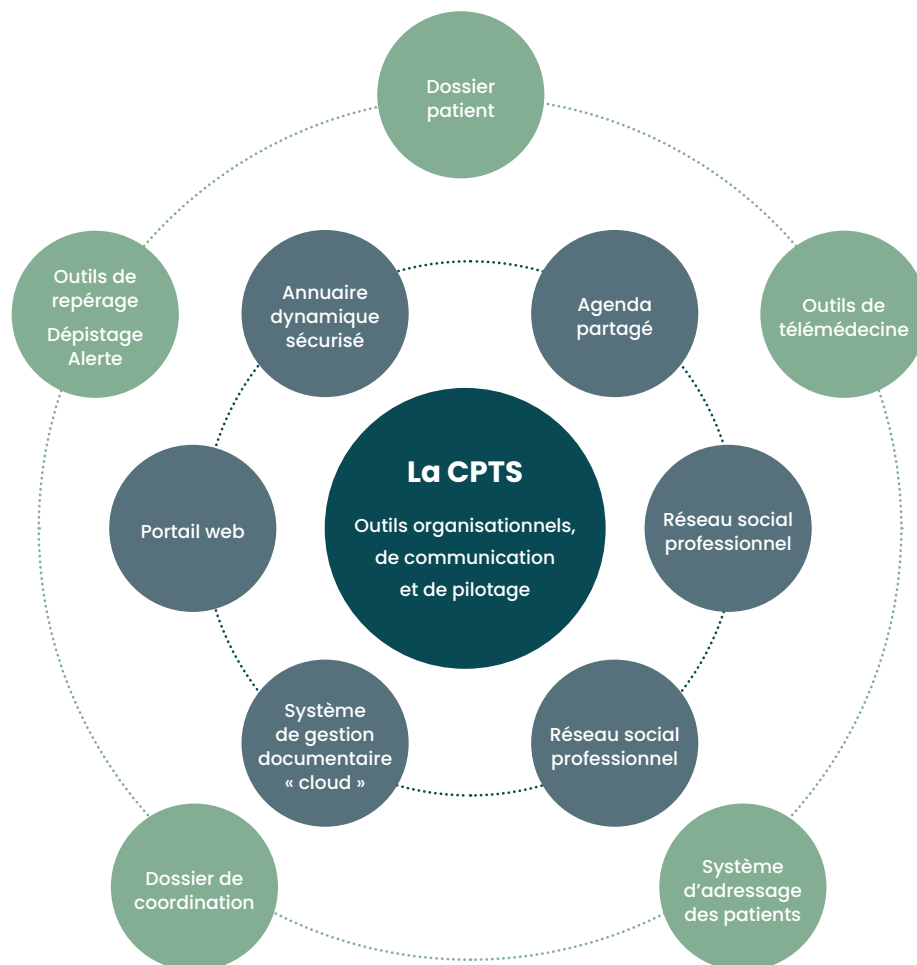 Dossier
patient
Outils de
repérage
Dépistage
Alerte
Annuaire
dynamique
sécurisé
Agenda
partagé
Outils de
télémédecine
La CPTS
Outils organisationnels,
de communication
et de pilotage
Portail web
Réseau social
professionnel
Système
de gestion
documentaire
« cloud »
Réseau social
professionnel
Dossier de
coordination
Système
d’adressage
des patients